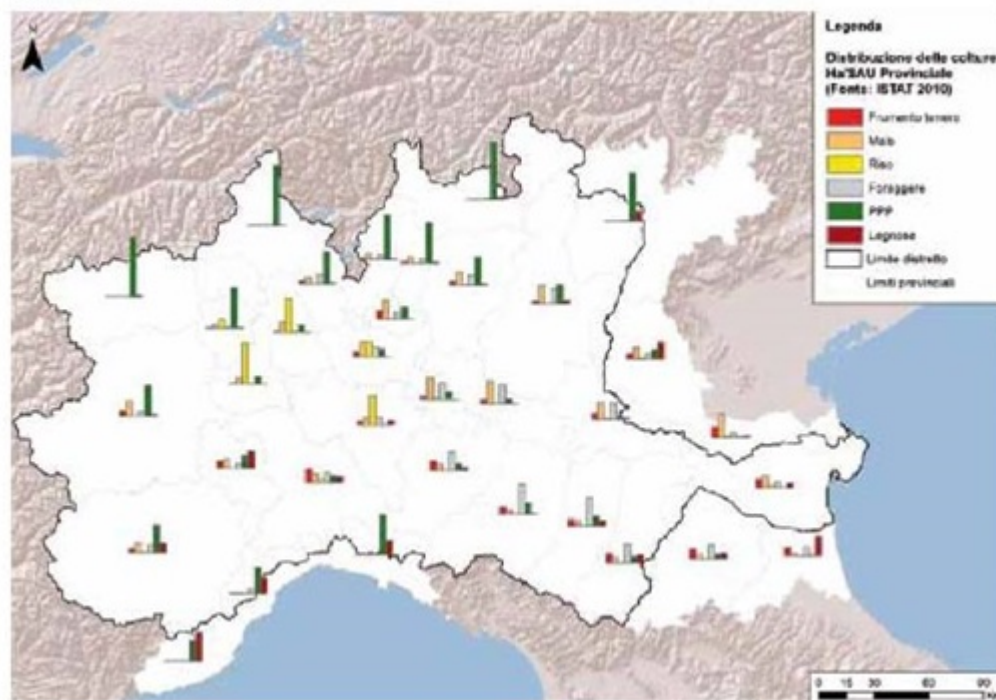 N
Legenda
Distribuzione delle colture
Ha/SAU Provinciale
(Fonte: ISTAT 2010)
Frumento tenero
Mais
Riso
Foraggere
PPP
Legnose
Limite distretto
Limiti provinciali
0 15 30 60 90